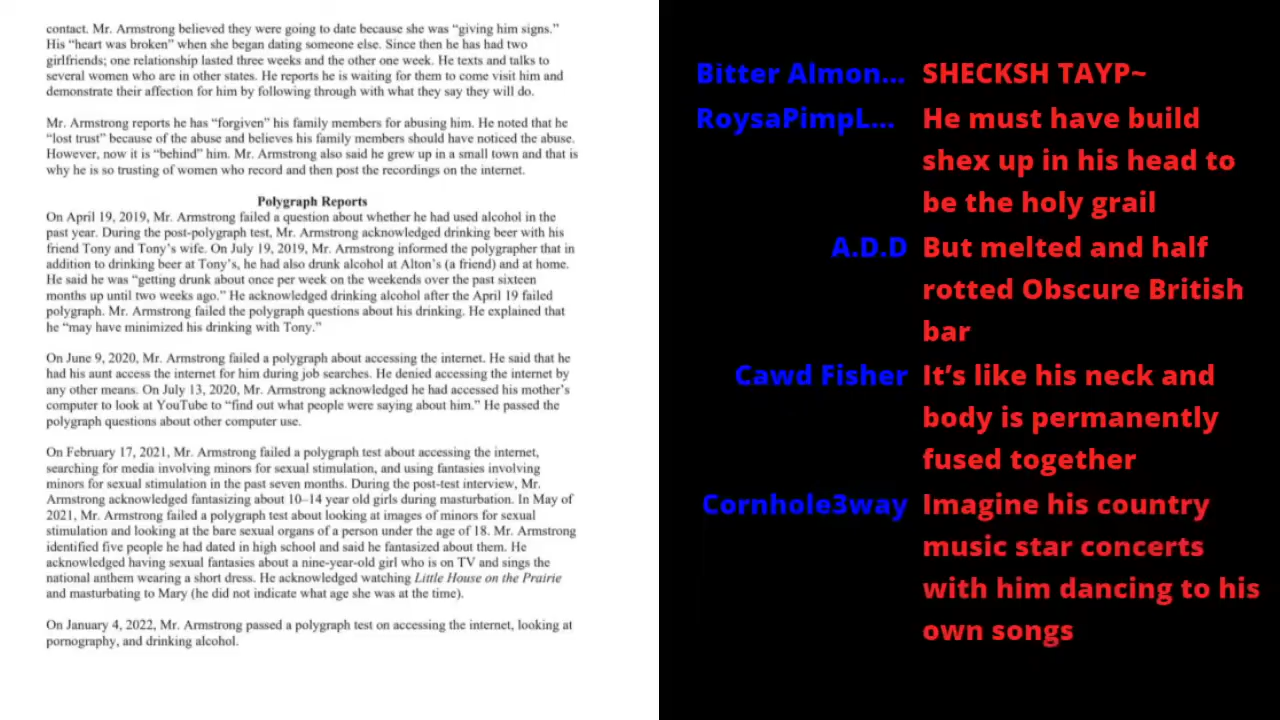 contact. Mr. Armstrong believed they were going to date because she was “giving him signs.”
His “heart was broken” when she began dating someone else. Since then he has had two
girlfriends; one relationship lasted three weeks and the other one week. He texts and talks to
several women who are in other states. He reports he is waiting for them to come visit him and
demonstrate their affection for him by following through with what they say they will do.
Mr. Armstrong reports he has “forgiven” his family members for abusing him. He noted that he
“lost trust” because of the abuse and believes his family members should have noticed the abuse.
However, now it is “behind” him. Mr. Armstrong also said he grew up in a small town and that is
why he is so trusting of women who record and then post the recordings on the internet.
Polygraph Reports
On April 19, 2019, Mr. Armstrong failed a question about whether he had used alcohol in the
past year. During the post-polygraph test, Mr. Armstrong acknowledged drinking beer with his
friend Tony and Tony’s wife. On July 19, 2019, Mr. Armstrong informed the polygrapher that in
addition to drinking beer at Tony’s, he had also drunk alcohol at Alton’s (a friend) and at home.
He said he was “getting drunk about once per week on the weekends over the past sixteen
months up until two weeks ago.” He acknowledged drinking alcohol after the April 19 failed
polygraph. Mr. Armstrong failed the polygraph questions about his drinking. He explained that
he “may have minimized his drinking with Tony.”
On June 9, 2020, Mr. Armstrong failed a polygraph about accessing the internet. He said that he
had his aunt access the internet for him during job searches. He denied accessing the internet by
any other means. On July 13, 2020, Mr. Armstrong acknowledged he had accessed his mother’s
computer to look at YouTube to “find out what people were saying about him.” He passed the
polygraph questions about other computer use.
On February 17, 2021, Mr. Armstrong failed a polygraph test about accessing the internet,
searching for media involving minors for sexual stimulation, and using fantasies involving
minors for sexual stimulation in the past seven months. During the post-test interview, Mr.
Armstrong acknowledged fantasizing about 10–14 year old girls during masturbation. In May of
2021, Mr. Armstrong failed a polygraph test about looking at images of minors for sexual
stimulation and looking at the bare sexual organs of a person under the age of 18. Mr. Armstrong
identified five people he had dated in high school and said he fantasized about them. He
acknowledged having sexual fantasies about a nine-year-old girl who is on TV and sings the
national anthem wearing a short dress. He acknowledged watching Little House on the Prairie
and masturbating to Mary (he did not indicate what age she was at the time).
On January 4, 2022, Mr. Armstrong passed a polygraph test on accessing the internet, looking at
pornography, and drinking alcohol.
Bitter Almon... SHECKSH TAYP~
RoysaPimpL... He must have build
shex up in his head to
be the holy grail
A.D.D But melted and half
rotted Obscure British
bar
Cawd Fisher It’s like his neck and
body is permanently
fused together
Cornhole3way Imagine his country
music star concerts
with him dancing to his
own songs